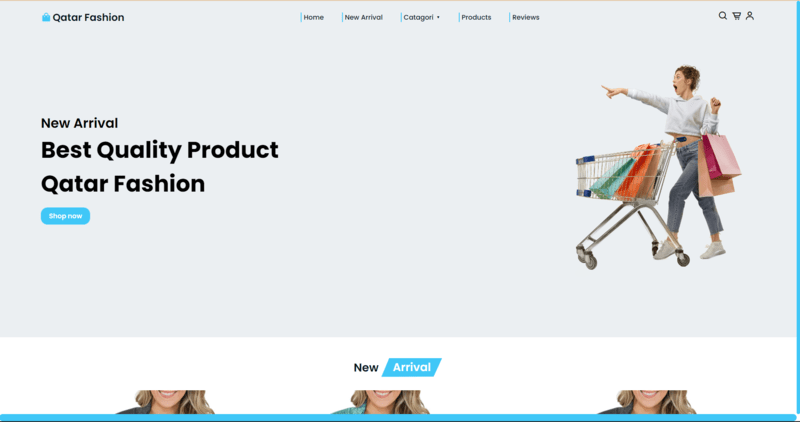 Qatar Fashion
Home
New Arrival
Catagori
Products
Reviews
New Arrival
Best Quality Product
Qatar Fashion
Shop now
New Arrival